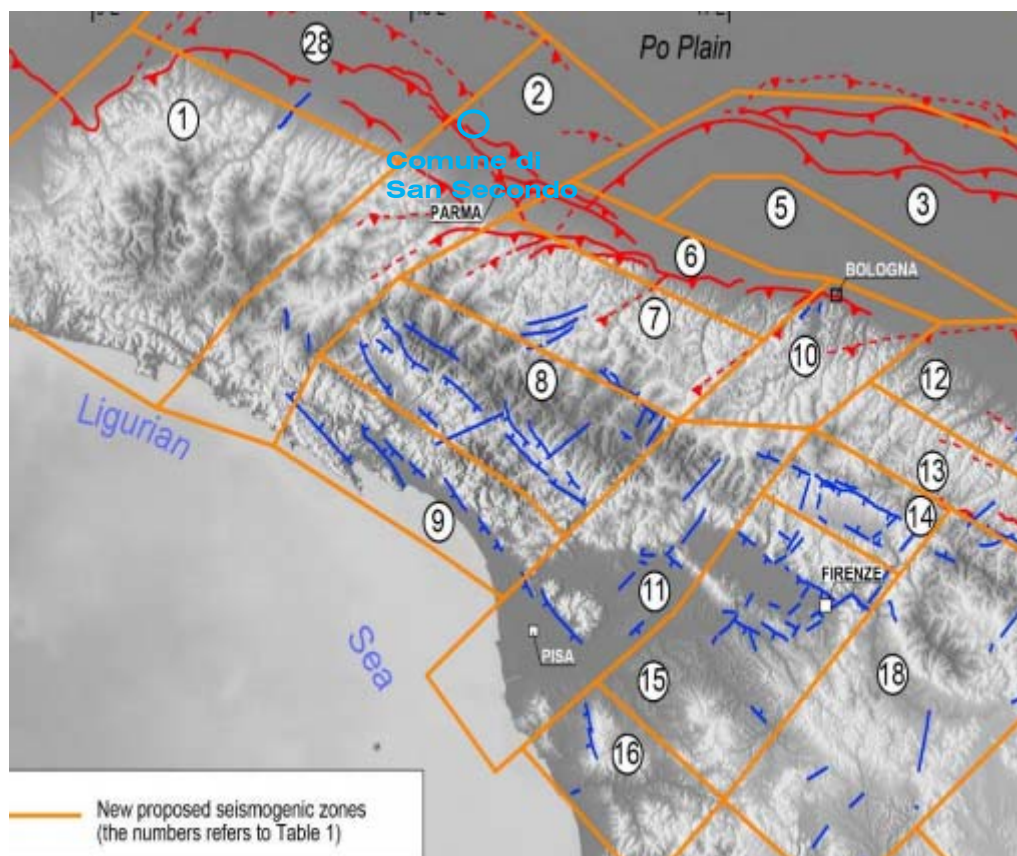 28
Po Plain
2
1
Comune di
San Secondo
PARMA
5
3
6
BOLOGNA
7
10
8
12
13
14
Ligurian
9
FIRENZE
11
PISA
Sea
15
18
16
New proposed seismogenic zones
(the numbers refers to Table 1)